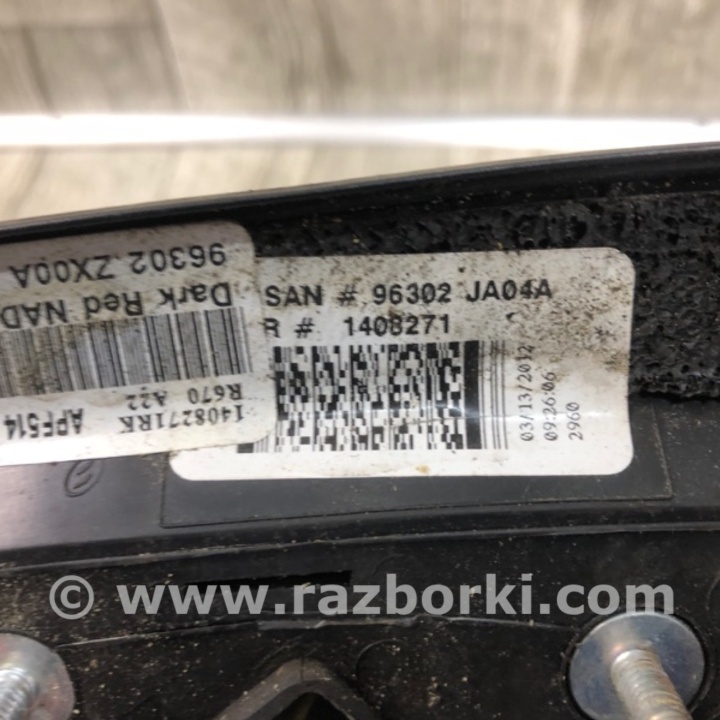 96302 ZX00A
Dark Red NAD
R670 A22
1408271RK
APF514
SAN # 96302 JA04A
R # 1408271
03/13/2012
09:26:06
2960
© www.razborki.com